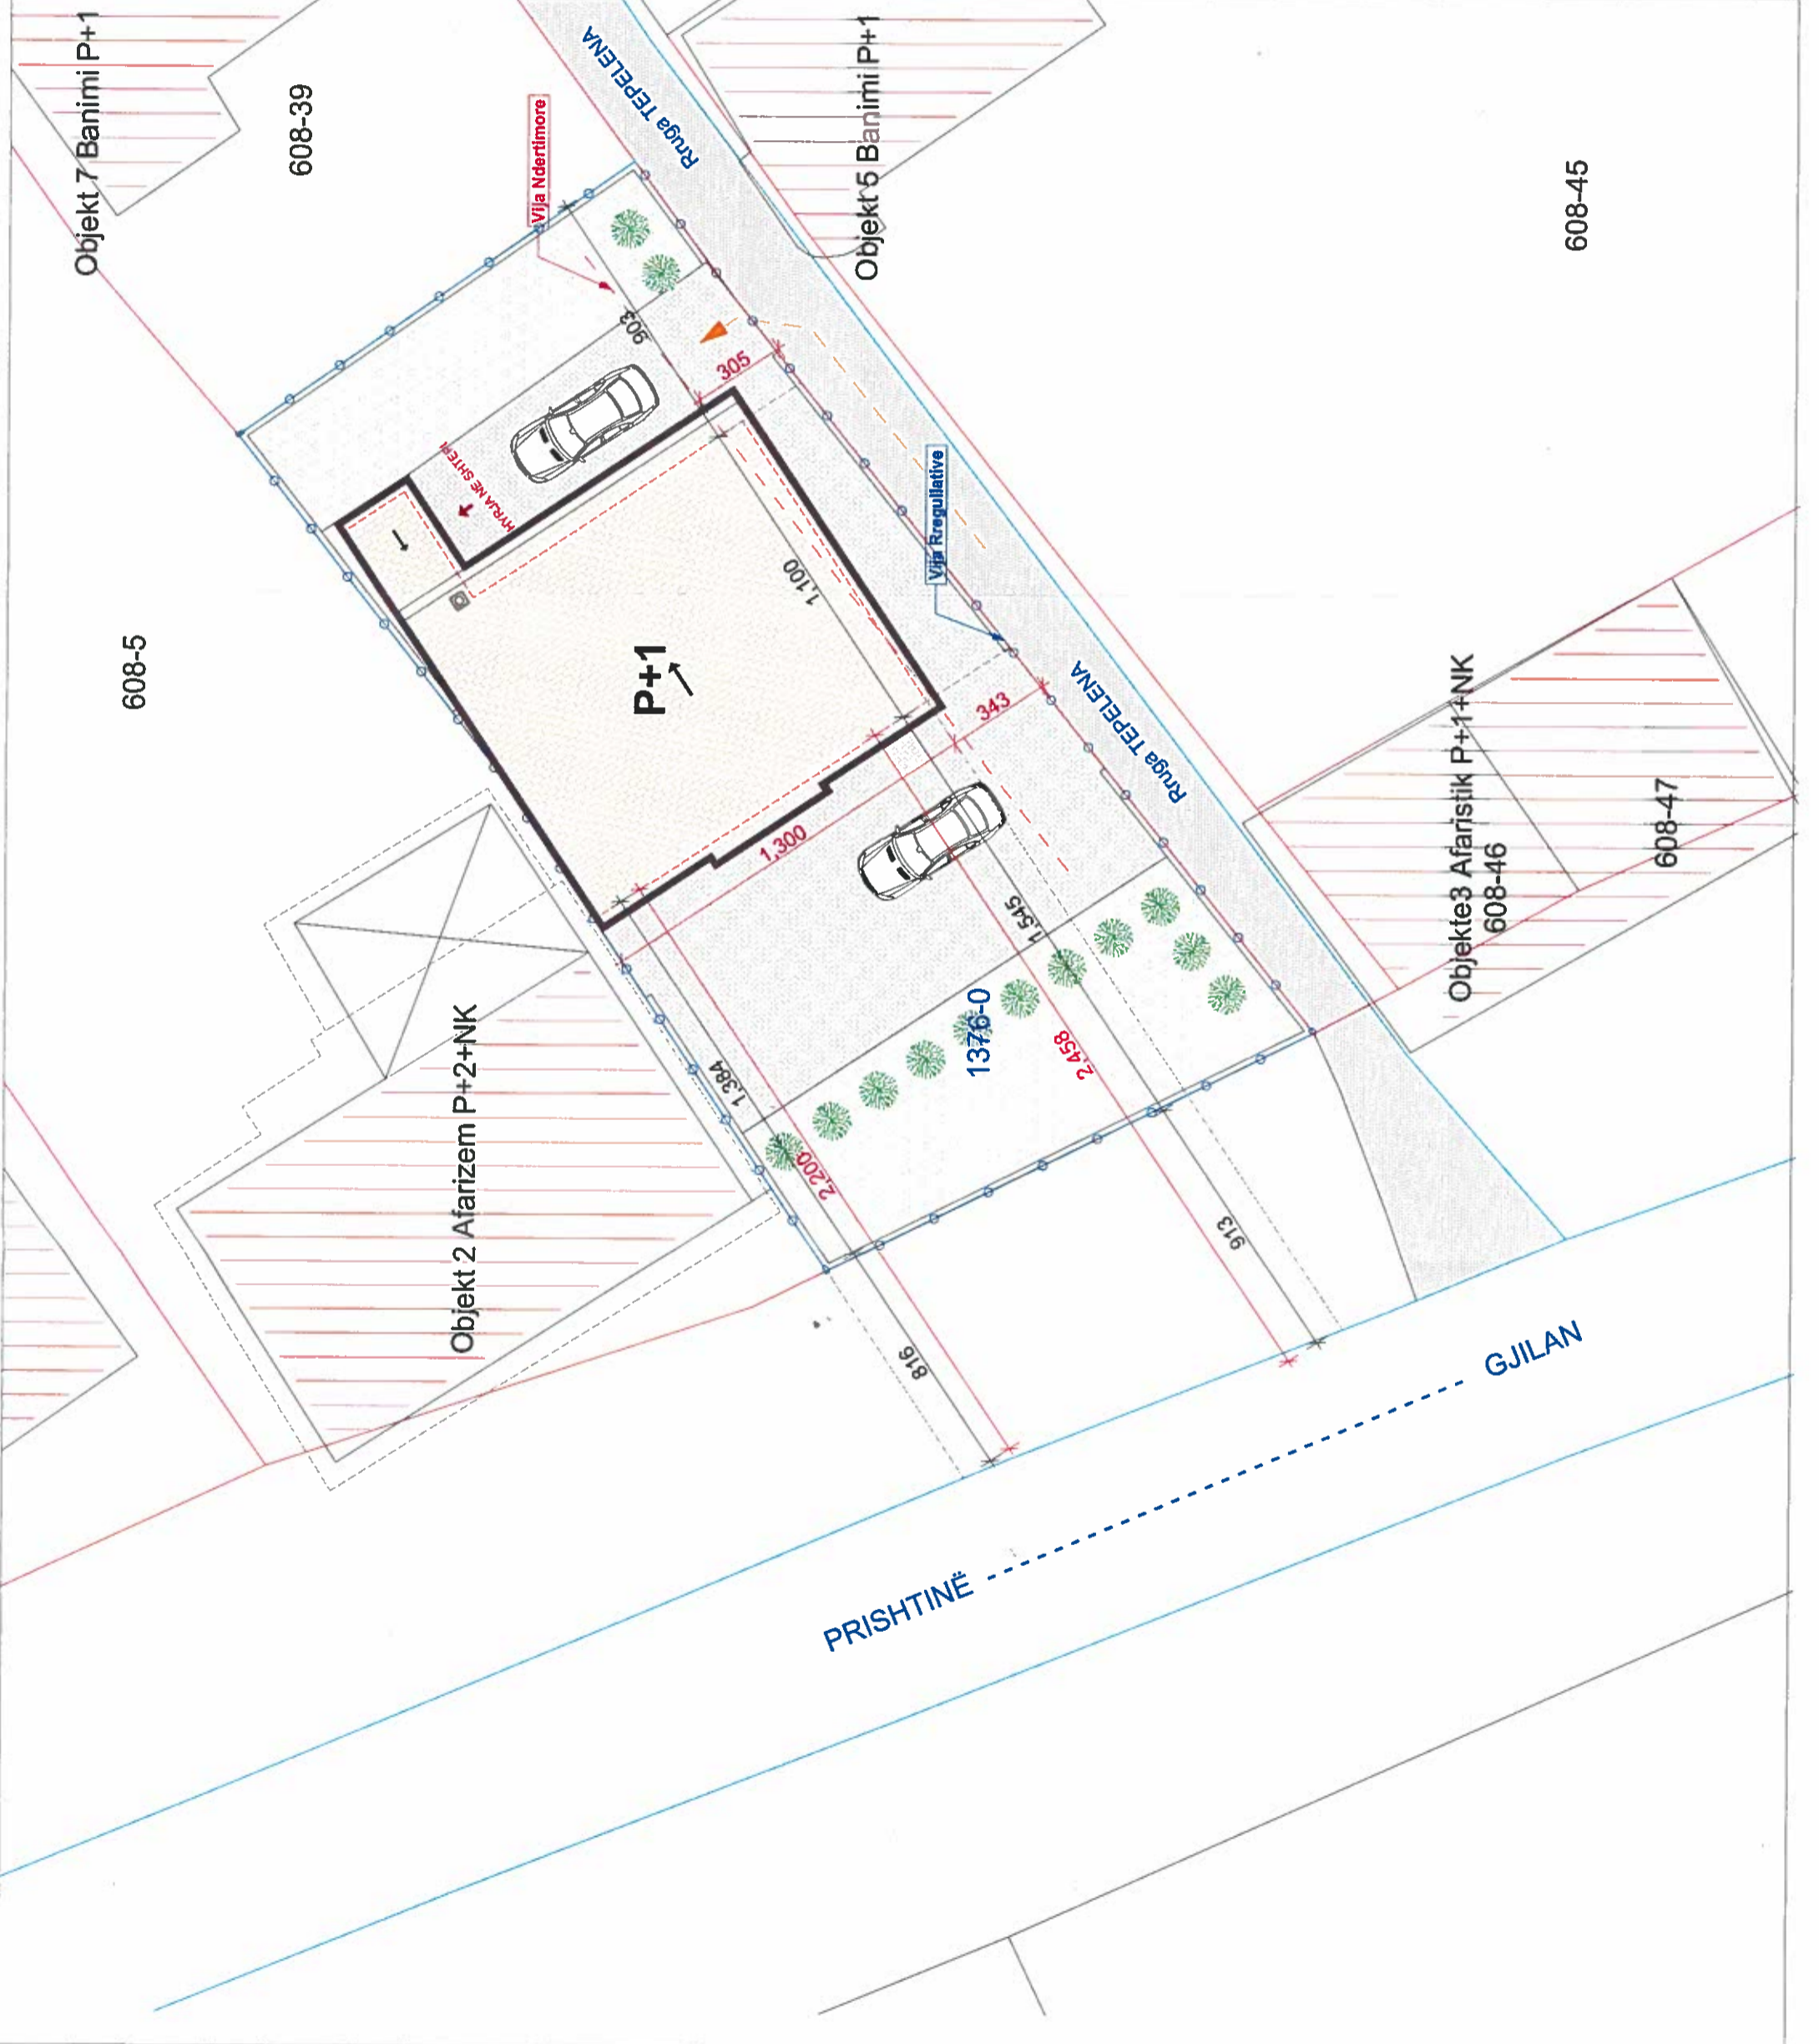 Objekt 7 Banimi P+1
608-39
Vija Ndertimore
Rruga TEPELENA
Objekt 5 Banimi P+1
608-45
608-5
903
305
HYRJA NE SHTEPI
Vija Rregullative
1,100
P+1
343
Rruga TEPELENA
1,300
1,545
Objekte3 Afaristik P+1+NK
608-46
608-47
1376-0
2,458
1,384
2,200
Objekt 2 Afarizem P+2+NK
913
816
PRISHTINË
GJILAN